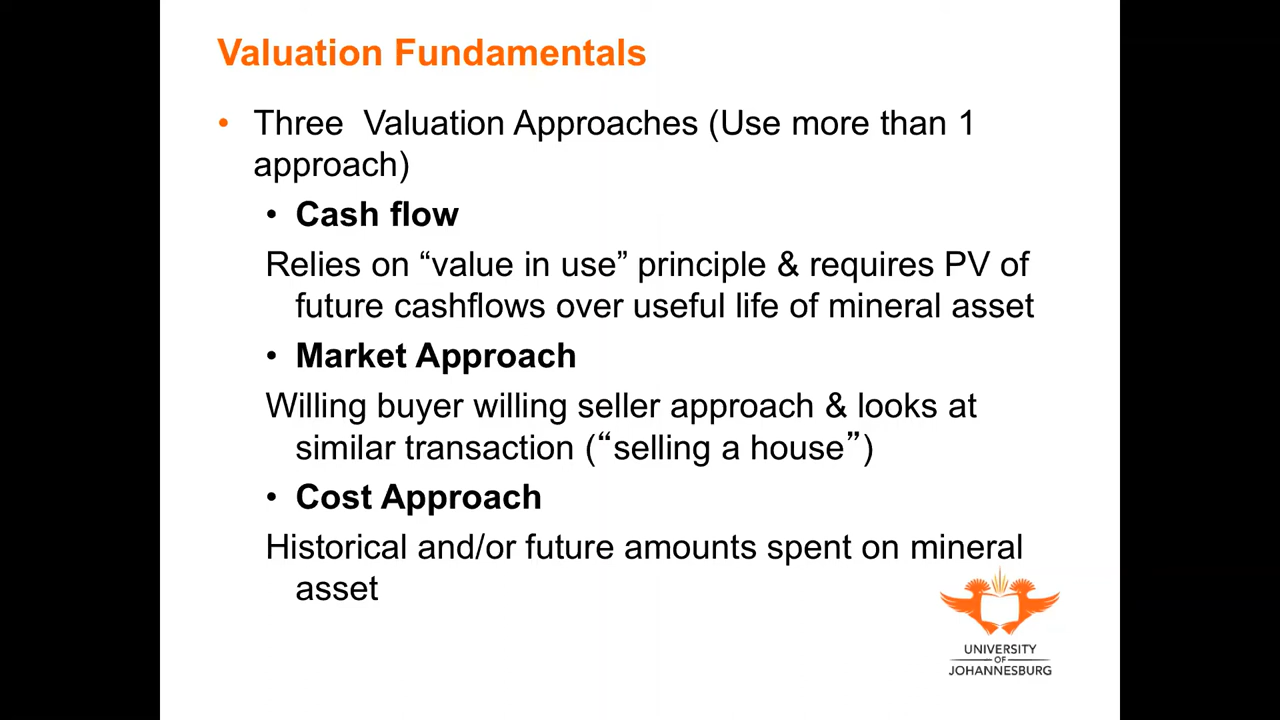 Valuation Fundamentals
• Three  Valuation Approaches (Use more than 1
approach)
• Cash flow
Relies on “value in use” principle & requires PV of
future cashflows over useful life of mineral asset
• Market Approach
Willing buyer willing seller approach & looks at
similar transaction (“selling a house”)
• Cost Approach
Historical and/or future amounts spent on mineral
asset
UNIVERSITY
OF
JOHANNESBURG